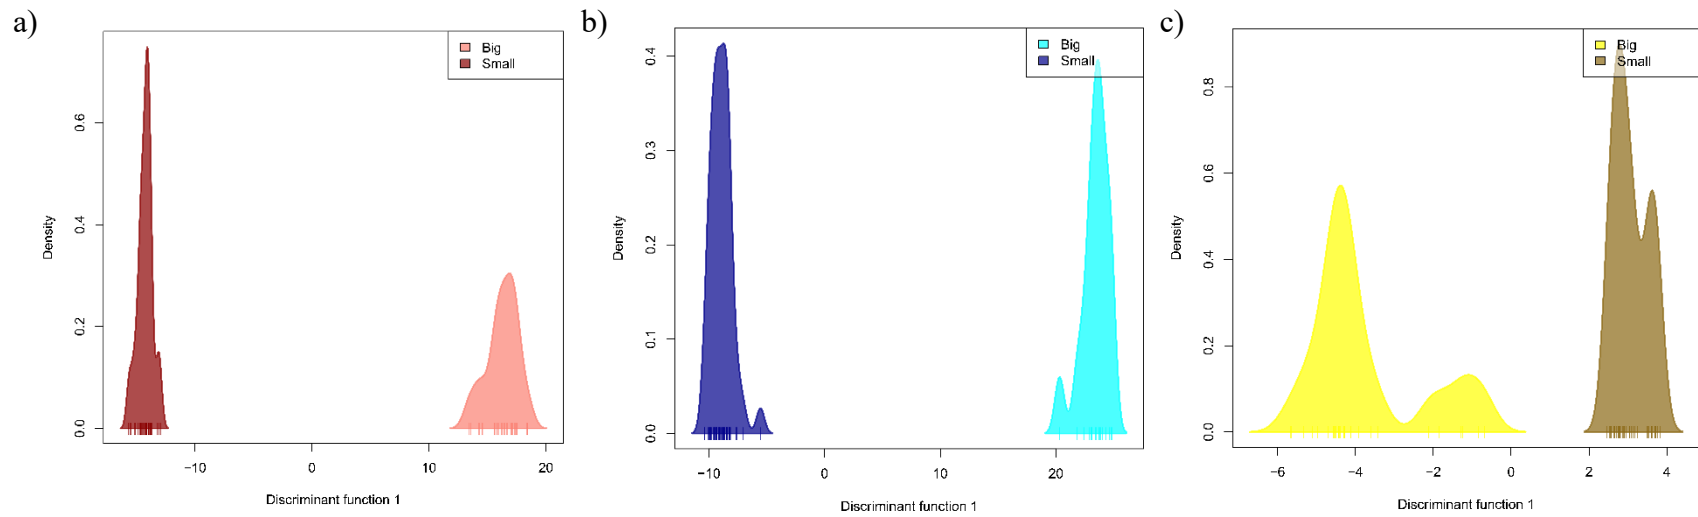 a)
Big
Small
Density
0.0
0.2
0.4
0.6
−10
0
10
20
Discriminant function 1
b)
Big
Small
Density
0.0
0.1
0.2
0.3
0.4
−10
0
10
20
Discriminant function 1
c)
Big
Small
Density
0.0
0.2
0.4
0.6
0.8
−6
−4
−2
0
2
4
Discriminant function 1